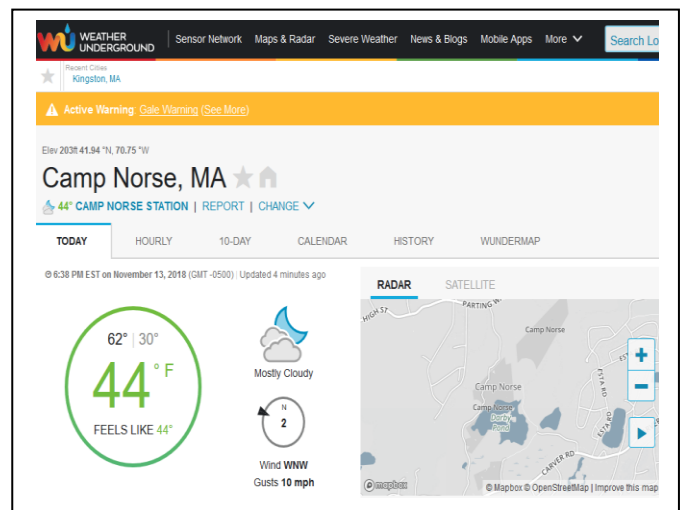 WEATHER UNDERGROUND
Sensor Network Maps & Radar Severe Weather News & Blogs Mobile Apps More Search Lo
Recent Cities
Kingston, MA
Active Warning: Gale Warning (See More)
Elev 203ft 41.94 °N, 70.75 °W
Camp Norse, MA
44° CAMP NORSE STATION | REPORT | CHANGE
TODAY HOURLY 10-DAY CALENDAR HISTORY WUNDERMAP
6:38 PM EST on November 13, 2018 (GMT -0500) | Updated 4 minutes ago
62° | 30°
44 °F
FEELS LIKE 44°
Mostly Cloudy
N
2
Wind WNW
Gusts 10 mph
RADAR SATELLITE
HIGH ST
PARTING
Camp Norse
Camp Norse
Camp Norse
Darby Pond
ESTA RD
CARVER RD
+
−
mapbox
© Mapbox © OpenStreetMap | Improve this map